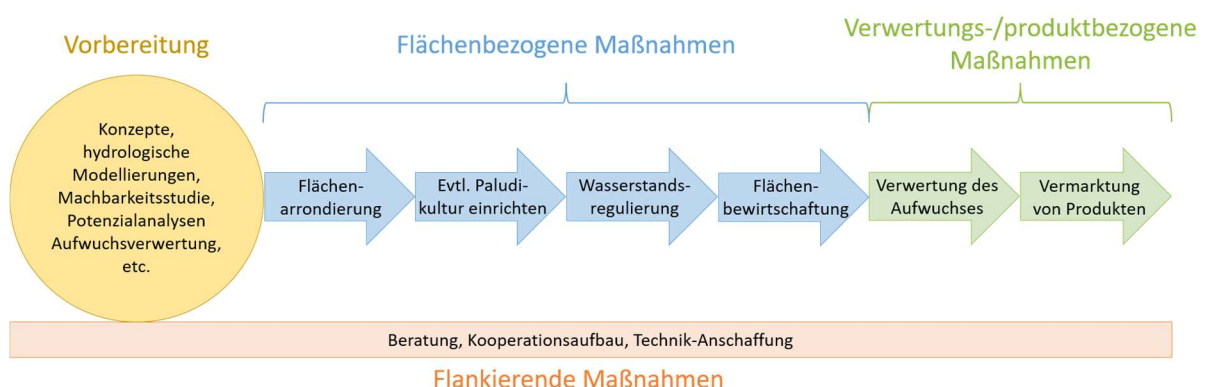 Vorbereitung
Konzepte,
hydrologische
Modellierungen,
Machbarkeitsstudie,
Potenzialanalysen
Aufwuchsverwertung,
etc.
Flächenbezogene Maßnahmen
Flächen-
arrondierung
Evtl. Paludi-
kultur einrichten
Wasserstands-
regulierung
Flächen-
bewirtschaftung
Verwertungs-/produktbezogene
Maßnahmen
Verwertung des
Aufwuchses
Vermarktung
von Produkten
Beratung, Kooperationsaufbau, Technik-Anschaffung
Flankierende Maßnahmen